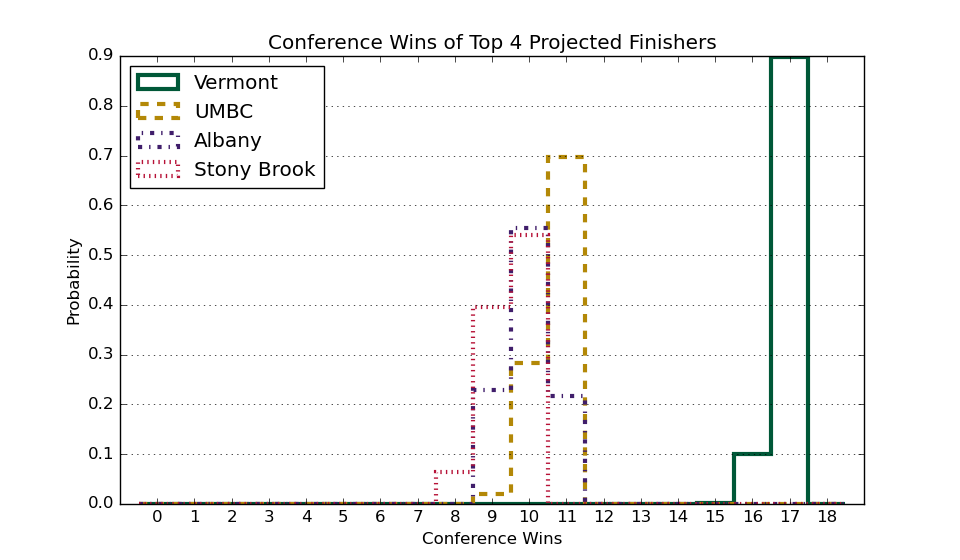 Conference Wins of Top 4 Projected Finishers
0.9
0.8
0.7
0.6
0.5
0.4
0.3
0.2
0.1
0.0
Probability
Vermont
UMBC
Albany
Stony Brook
0 1 2 3 4 5 6 7 8 9 10 11 12 13 14 15 16 17 18
Conference Wins